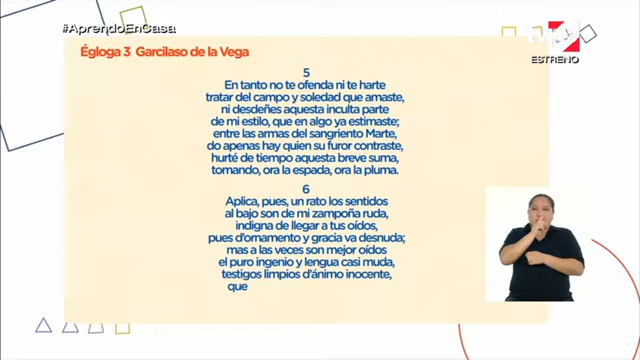 #AprendoEnCasa
ESTRENO
Égloga 3 Garcilaso de la Vega
5
En tanto no te ofenda ni te harte
tratar del campo y soledad que amaste,
ni desdeñes aquesta inculta parte
de mi estilo, que en algo ya estimaste;
entre las armas del sangriento Marte,
do apenas hay quien su furor contraste,
hurté de tiempo aquesta breve suma,
tomando, ora la espada, ora la pluma.
6
Aplica, pues, un rato los sentidos
al bajo son de mi zampoña ruda,
indigna de llegar a tus oídos,
pues d'ornamento y gracia va desnuda;
mas a las veces son mejor oídos
el puro ingenio y lengua casi muda,
testigos limpios d'ánimo inocente,
que